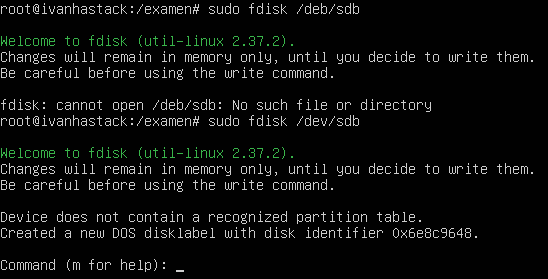 root@ivanhastack:/examen# sudo fdisk /deb/sdb
Welcome to fdisk (util-linux 2.37.2).
Changes will remain in memory only, until you decide to write them.
Be careful before using the write command.
fdisk: cannot open /deb/sdb: No such file or directory
root@ivanhastack:/examen# sudo fdisk /dev/sdb
Welcome to fdisk (util-linux 2.37.2).
Changes will remain in memory only, until you decide to write them.
Be careful before using the write command.
Device does not contain a recognized partition table.
Created a new DOS disklabel with disk identifier 0x6e8c9648.
Command (m for help): _